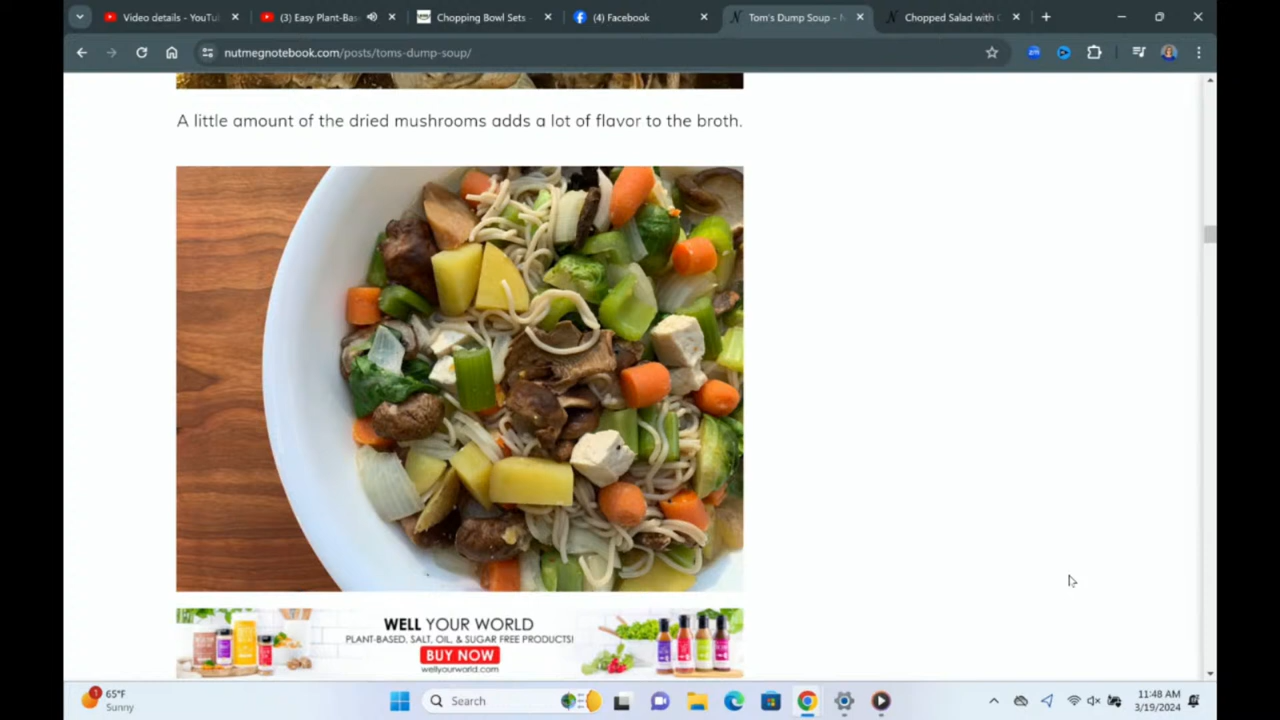 Video details - YouTu
(3) Easy Plant-Bas
Chopping Bowl Sets -
(4) Facebook
Tom's Dump Soup - N
Chopped Salad with C
nutmegnotebook.com/posts/toms-dump-soup/
A little amount of the dried mushrooms adds a lot of flavor to the broth.
WELL YOUR WORLD
PLANT-BASED, SALT, OIL, & SUGAR FREE PRODUCTS!
BUY NOW
wellyourworld.com
1
65°F
Sunny
Search
11:48 AM
3/19/2024